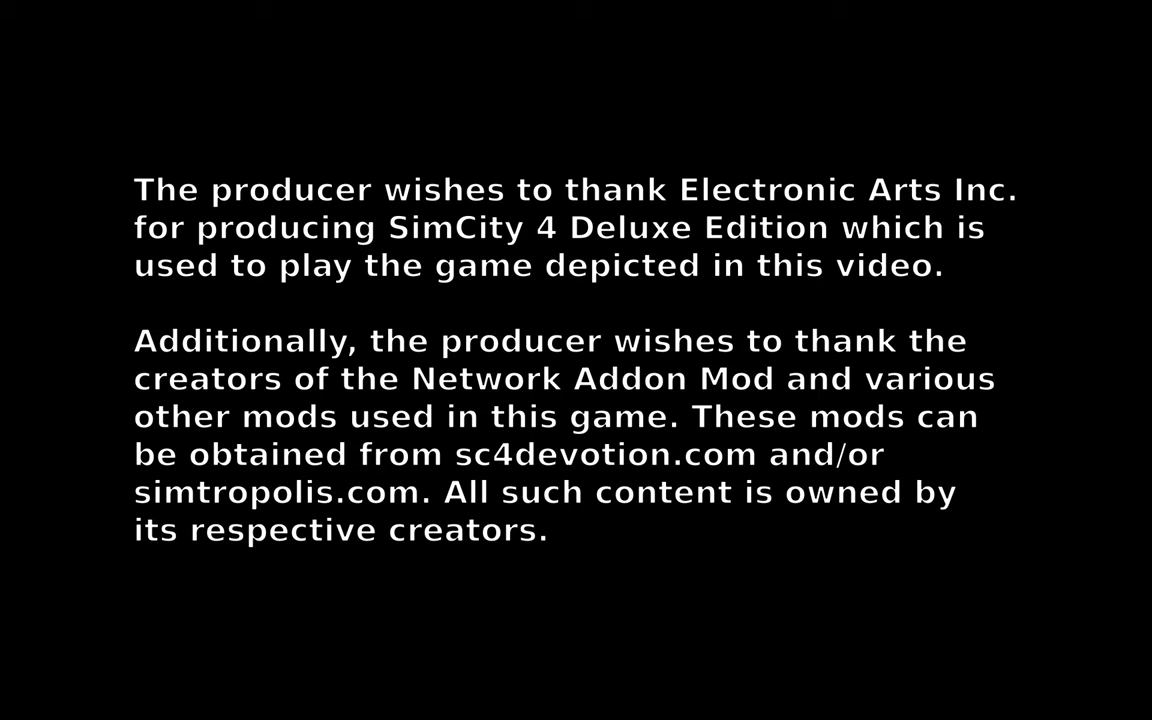 The producer wishes to thank Electronic Arts Inc.
for producing SimCity 4 Deluxe Edition which is
used to play the game depicted in this video.
Additionally, the producer wishes to thank the
creators of the Network Addon Mod and various
other mods used in this game. These mods can
be obtained from sc4devotion.com and/or
simtropolis.com. All such content is owned by
its respective creators.